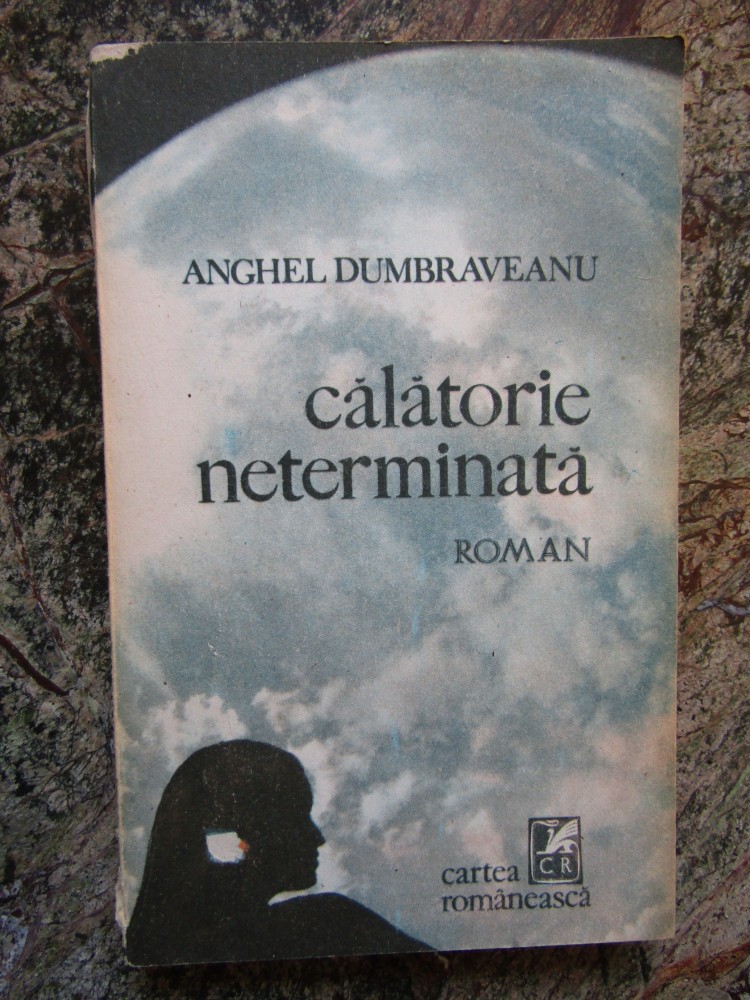 ANGHEL DUMBRAVEANU
călătorie
neterminată
ROMAN
CR
cartea
românească